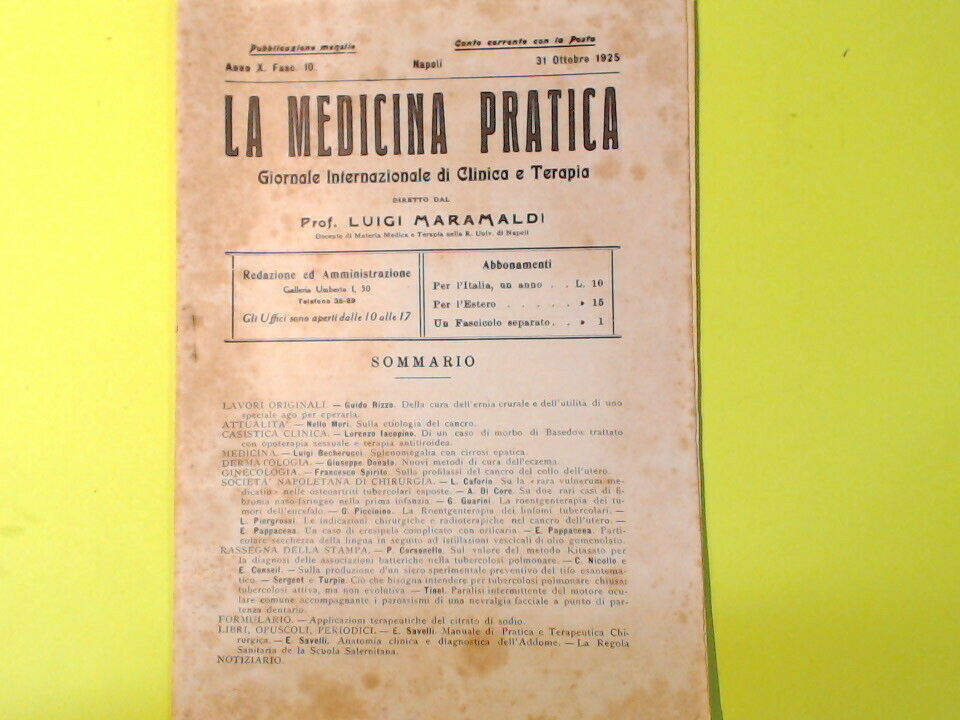 Pubblicazione mensile
Conto corrente con la Posta
Anno X. Fasc. 10.
Napoli
31 Ottobre 1925
LA MEDICINA PRATICA
Giornale Internazionale di Clinica e Terapia
DIRETTO DAL
Prof. LUIGI MARAMALDI
Docente di Materia Medica e Terapia nella R. Univ. di Napoli
Redazione ed Amministrazione
Galleria Umberto I, 50
Telefono 38-89
Gli Uffici sono aperti dalle 10 alle 17
Abbonamenti
Per l'Italia, un anno . . L. 10
Per l'Estero . . . . . » 15
Un Fascicolo separato. . » 1
SOMMARIO
LAVORI ORIGINALI. — Guido Rizzo. Della cura dell'ernia crurale e dell'utilità di uno
speciale ago per operarla.
ATTUALITA' — Nello Mori. Sulla etiologia del cancro.
CASISTICA CLINICA. — Lorenzo Iacopino. Di un caso di morbo di Basedow trattato
con opoterapia sessuale e terapia antitiroidea.
MEDICINA. — Luigi Becherucci. Splenomegalia con cirrosi epatica.
DERMATOLOGIA. — Giuseppe Donato. Nuovi metodi di cura dell'eczema.
GINECOLOGIA. — Francesco Spirito. Sulla profilassi del cancro del collo dell'utero.
SOCIETA' NAPOLETANA DI CHIRURGIA. — L. Caforio. Su la « rara vulnerum me-
dicatio » nelle osteoartriti tubercolari esposte. — A. Di Core. Su due rari casi di fi-
broma naso-faringeo nella prima infanzia. — G. Guarini. La roentgenterapia dei tu-
mori dell'encefalo. — G. Piccinino. La Roentgenterapia dei linfomi tubercolari. —
L. Piergrossi. Le indicazioni chirurgiche e radioterapiche nel cancro dell'utero. —
E. Pappacena. Un caso di eresipela complicato con orticaria. — E. Pappacena. Parti-
colare secchezza della lingua in seguito ad istillazioni vescicali di olio gomenolato.
RASSEGNA DELLA STAMPA. — P. Corsonello. Sul valore del metodo Kitasato per
la diagnosi delle associazioni batteriche nella tubercolosi polmonare. — C. Nicolle e
E. Conseil. — Sulla produzione d'un siero sperimentale preventivo del tifo esantema-
tico. — Sergent e Turpin. Ciò che bisogna intendere per tubercolosi polmonare chiusa;
tubercolosi attiva, ma non evolutiva — Tinel. Paralisi intermittente del motore ocu-
lare comune accompagnante i parossismi di una nevralgia facciale a punto di par-
tenza dentario.
FORMULARIO. — Applicazioni terapeutiche del citrato di sodio.
LIBRI, OPUSCOLI, PERIODICI. — E. Savelli. Manuale di Pratica e Terapeutica Chi-
rurgica. — E. Savelli. Anatomia clinica e diagnostica dell'Addome. — La Regola
Sanitaria de la Scuola Salernitana.
NOTIZIARIO.